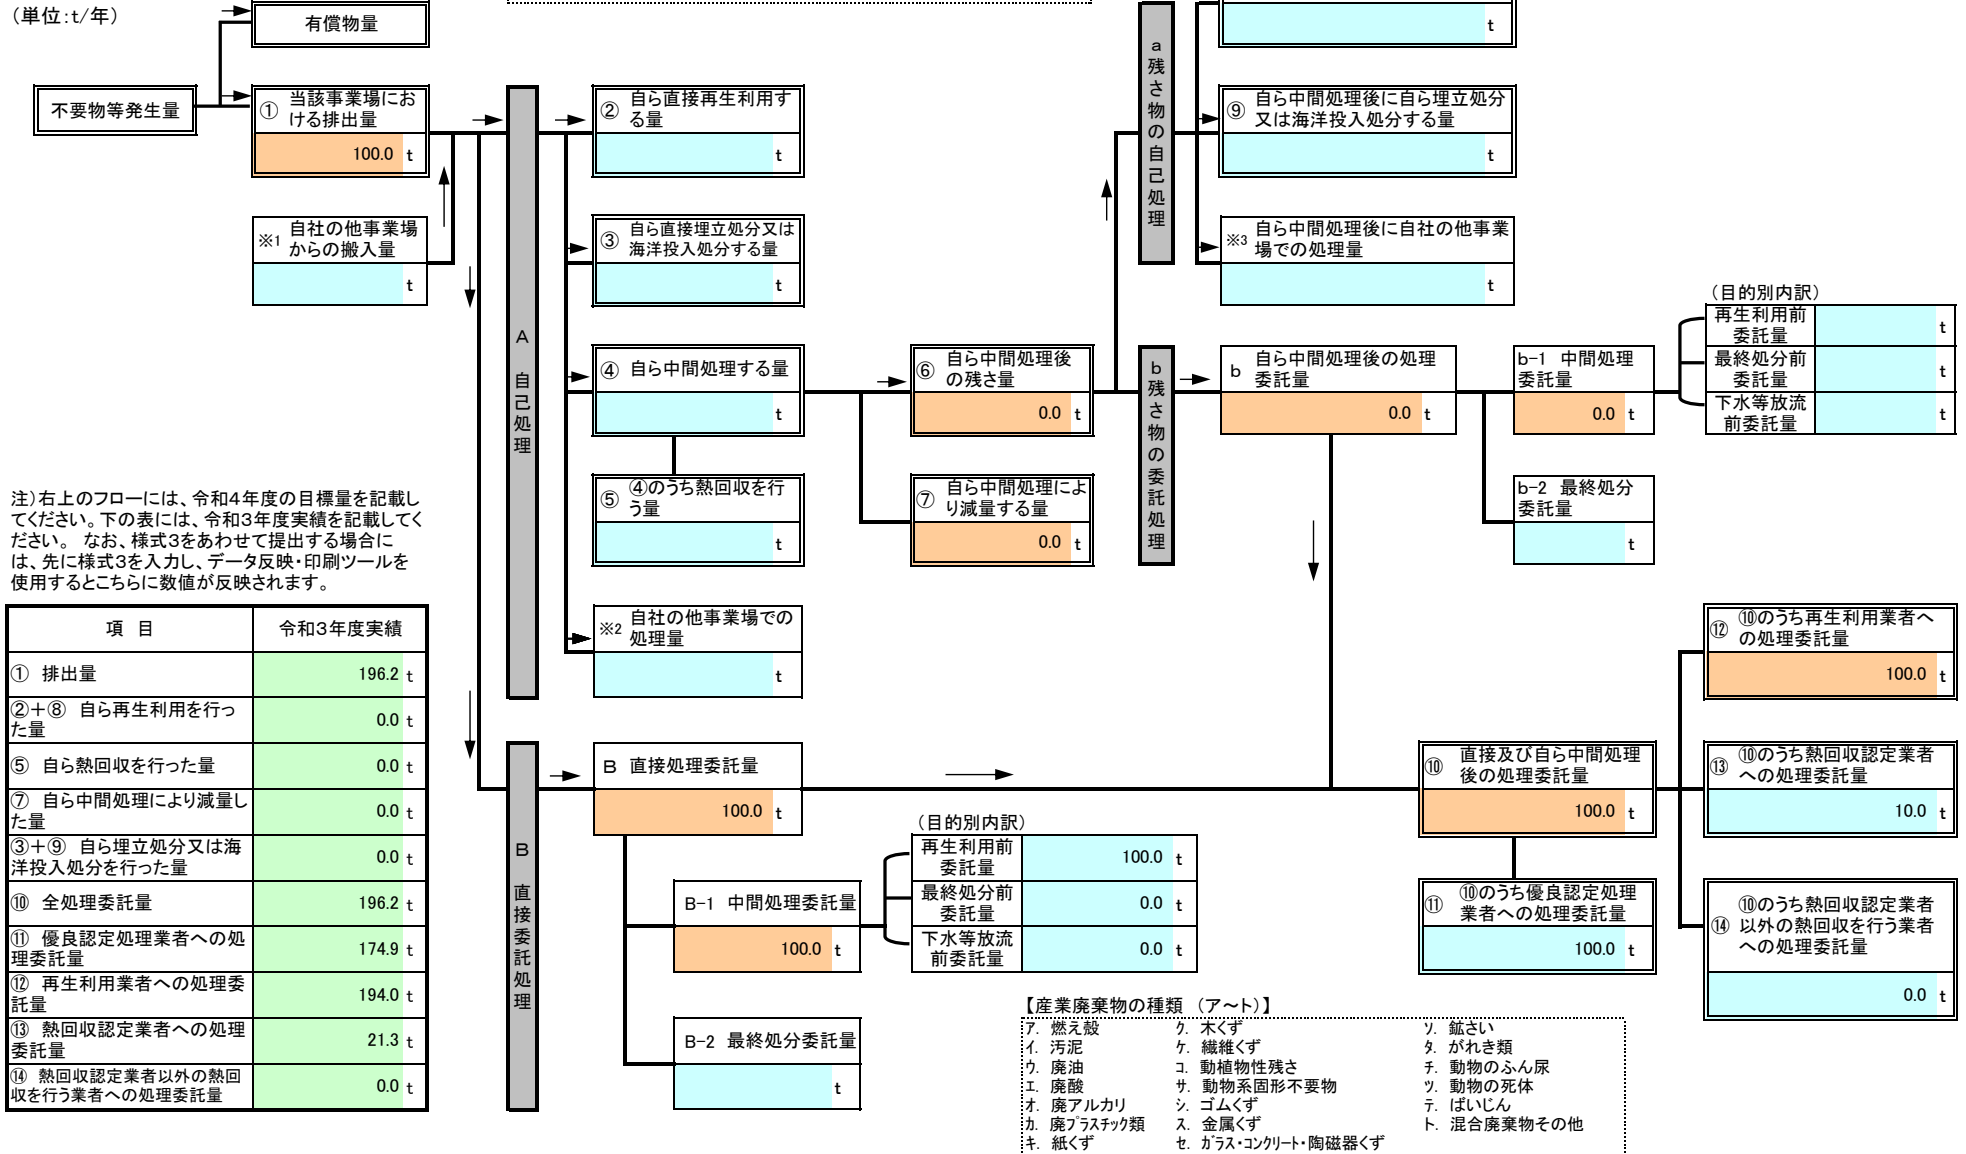 (単位:t/年)
有償物量
不要物等発生量
① 当該事業場にお
ける排出量
100.0 t
※1 自社の他事業場
からの搬入量
t
A 自己処理
② 自ら直接再生利用す
る量
t
③ 自ら直接埋立処分又は
海洋投入処分する量
t
④ 自ら中間処理する量
t
⑤ ④のうち熱回収を行
う量
t
※2 自社の他事業場での
処理量
t
⑥ 自ら中間処理後
の残さ量
0.0 t
⑦ 自ら中間処理によ
り減量する量
0.0 t
a残さ物の自己処理
t
⑨ 自ら中間処理後に自ら埋立処分
又は海洋投入処分する量
t
※3 自ら中間処理後に自社の他事業
場での処理量
t
b残さ物の委託処理
b 自ら中間処理後の処理
委託量
0.0 t
b-1 中間処理
委託量
0.0 t
(目的別内訳)
再生利用前
委託量
t
最終処分前
委託量
t
下水等放流
前委託量
t
b-2 最終処分
委託量
t
注)右上のフローには、令和4年度の目標量を記載し
てください。下の表には、令和3年度実績を記載してく
ださい。 なお、様式3をあわせて提出する場合に
は、先に様式3を入力し、データ反映・印刷ツールを
使用するとこちらに数値が反映されます。
項 目 令和3年度実績
① 排出量 196.2 t
②+⑧ 自ら再生利用を行っ
た量 0.0 t
⑤ 自ら熱回収を行った量 0.0 t
⑦ 自ら中間処理により減量し
た量 0.0 t
③+⑨ 自ら埋立処分又は海
洋投入処分を行った量 0.0 t
⑩ 全処理委託量 196.2 t
⑪ 優良認定処理業者への処
理委託量 174.9 t
⑫ 再生利用業者への処理委
託量 194.0 t
⑬ 熱回収認定業者への処理
委託量 21.3 t
⑭ 熱回収認定業者以外の熱回
収を行う業者への処理委託量 0.0 t
B 直接委託処理
B 直接処理委託量
100.0 t
B-1 中間処理委託量
100.0 t
B-2 最終処分委託量
t
(目的別内訳)
再生利用前
委託量
100.0 t
最終処分前
委託量
0.0 t
下水等放流
前委託量
0.0 t
⑩ 直接及び自ら中間処理
後の処理委託量
100.0 t
⑪ ⑩のうち優良認定処理
業者への処理委託量
100.0 t
⑫ ⑩のうち再生利用業者へ
の処理委託量
100.0 t
⑬ ⑩のうち熱回収認定業者
への処理委託量
10.0 t
⑭ ⑩のうち熱回収認定業者
以外の熱回収を行う業者
への処理委託量
0.0 t
【産業廃棄物の種類 (ア~ト)】
ア. 燃え殻 ク. 木くず ソ. 鉱さい
イ. 汚泥 ケ. 繊維くず タ. がれき類
ウ. 廃油 コ. 動植物性残さ チ. 動物のふん尿
エ. 廃酸 サ. 動物系固形不要物 ツ. 動物の死体
オ. 廃アルカリ シ. ゴムくず テ. ばいじん
カ. 廃プラスチック類 ス. 金属くず ト. 混合廃棄物その他
キ. 紙くず セ. ガラス・コンクリート・陶磁器くず